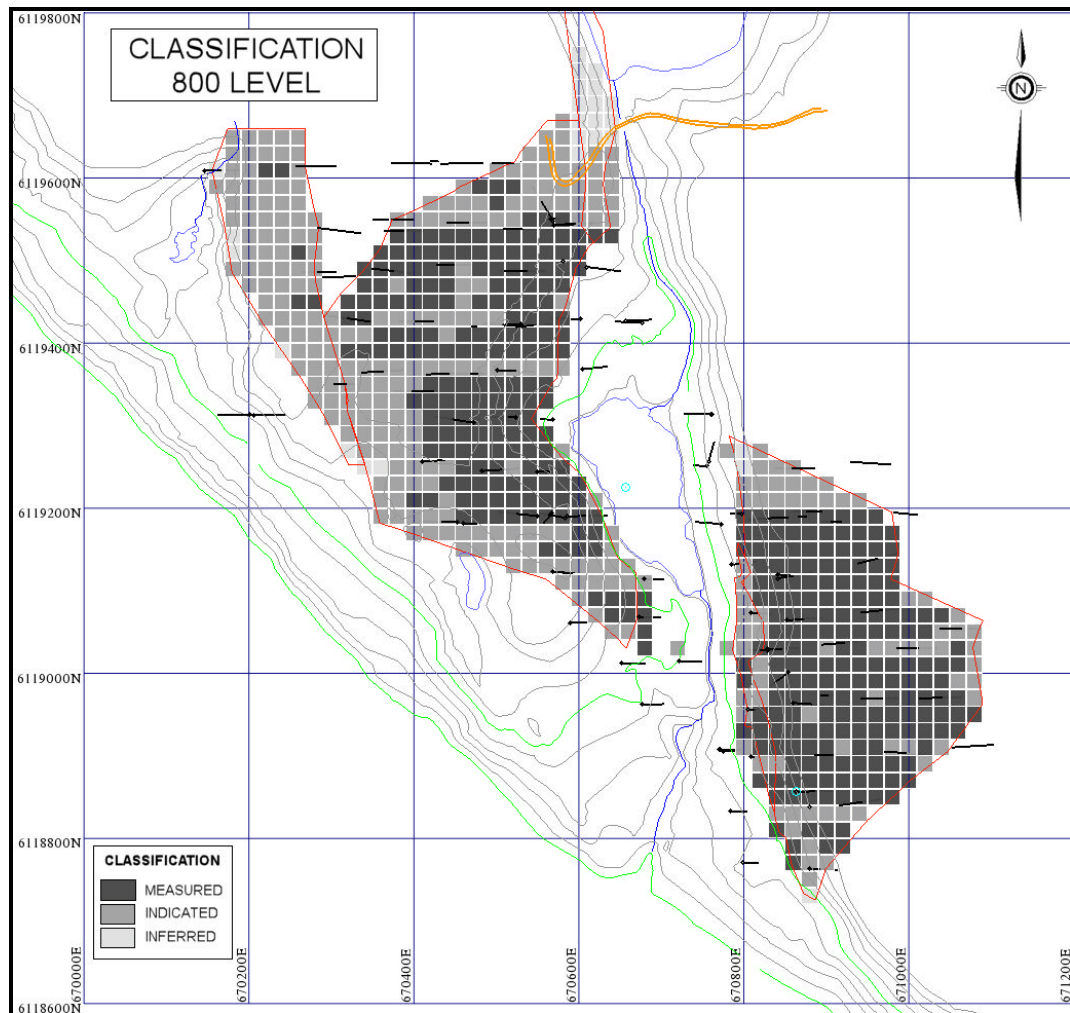 6119800N
CLASSIFICATION
800 LEVEL
N
6119600N
6119400N
6119200N
6119000N
6118800N
CLASSIFICATION
MEASURED
INDICATED
INFERRED
6118600N
670000E
670200E
670400E
670600E
670800E
671000E
671200E